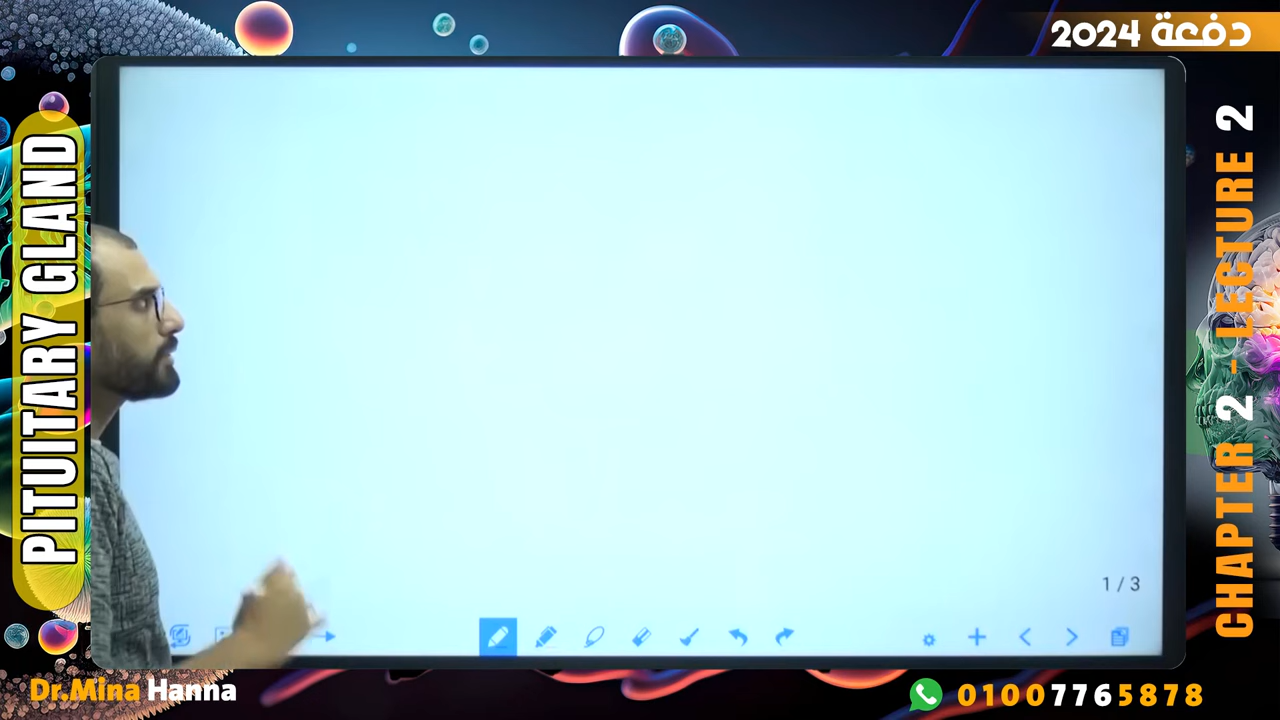 دفعة 2024
PITUITARY GLAND
CHAPTER 2 - LECTURE 2
1 / 3
Dr.Mina Hanna
01007765878